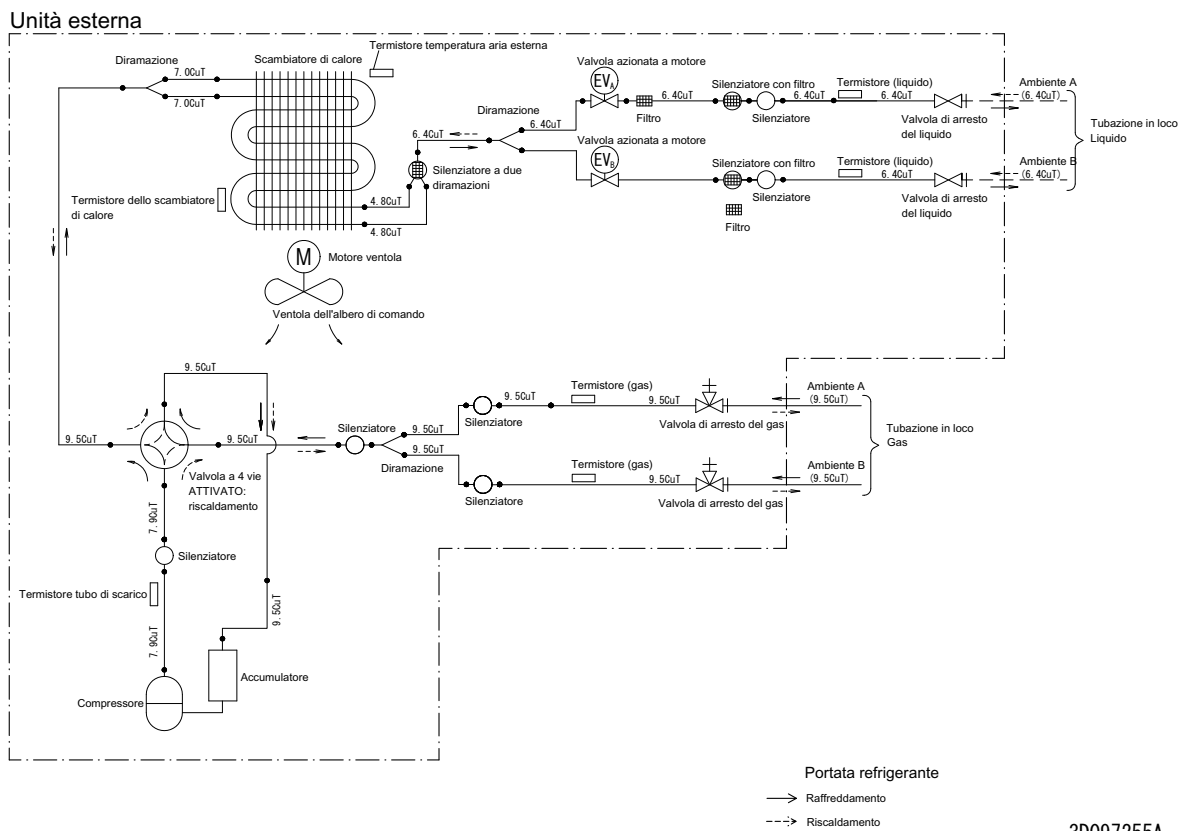 Unità esterna
Termistore temperatura aria esterna
Diramazione
7.0CuT
7.0CuT
Scambiatore di calore
Valvola azionata a motore
EVA
6.4CuT
Filtro
6.4CuT
Silenziatore con filtro
6.4CuT
Silenziatore
Termistore (liquido)
6.4CuT
Valvola di arresto
del liquido
Ambiente A
(6.4CuT)
Tubazione in loco
Liquido
Diramazione
6.4CuT
Silenziatore a due
diramazioni
Valvola azionata a motore
EVB
Silenziatore con filtro
Silenziatore
Filtro
Termistore (liquido)
6.4CuT
Valvola di arresto
del liquido
Ambiente B
(6.4CuT)
Termistore dello scambiatore
di calore
4.8CuT
4.8CuT
M
Motore ventola
Ventola dell'albero di comando
9.5CuT
9.5CuT
9.5CuT
Valvola a 4 vie
ATTIVATO:
riscaldamento
Silenziatore
9.5CuT
9.5CuT
Diramazione
Silenziatore
9.5CuT
Termistore (gas)
9.5CuT
Valvola di arresto del gas
Ambiente A
(9.5CuT)
Tubazione in loco
Gas
Silenziatore
9.5CuT
Termistore (gas)
9.5CuT
Valvola di arresto del gas
Ambiente B
(9.5CuT)
7.9CuT
Silenziatore
Termistore tubo di scarico
7.9CuT
9.5CuT
Accumulatore
Compressore
Portata refrigerante
Raffreddamento
Riscaldamento